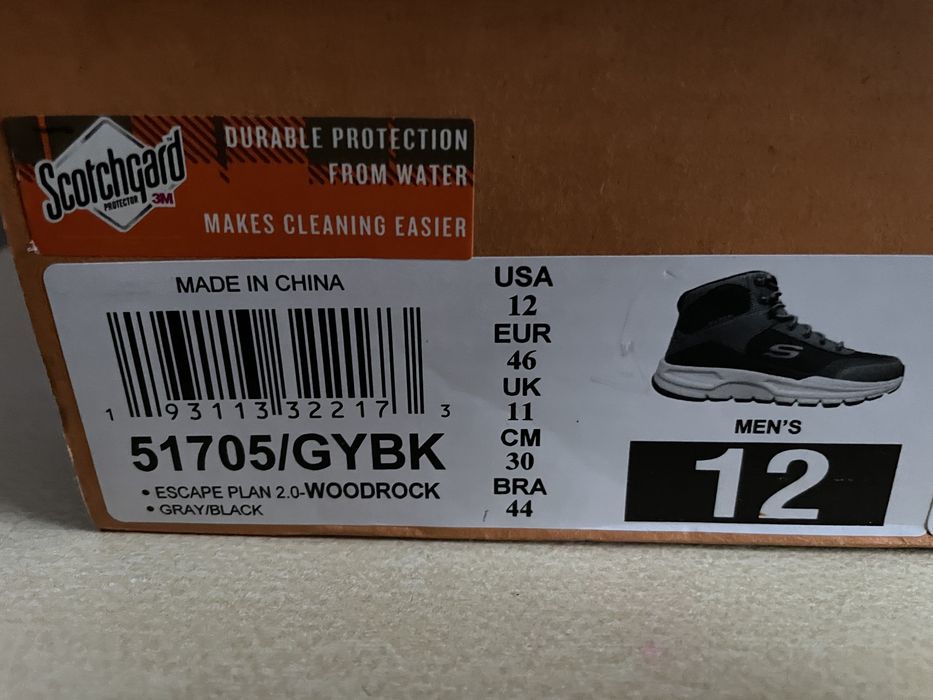 Scotchgard™
PROTECTOR 3M
DURABLE PROTECTION
FROM WATER
MAKES CLEANING EASIER
MADE IN CHINA
1 93113 32217 3
51705/GYBK
• ESCAPE PLAN 2.0-WOODROCK
• GRAY/BLACK
USA
12
EUR
46
UK
11
CM
30
BRA
44
S
MEN'S
12